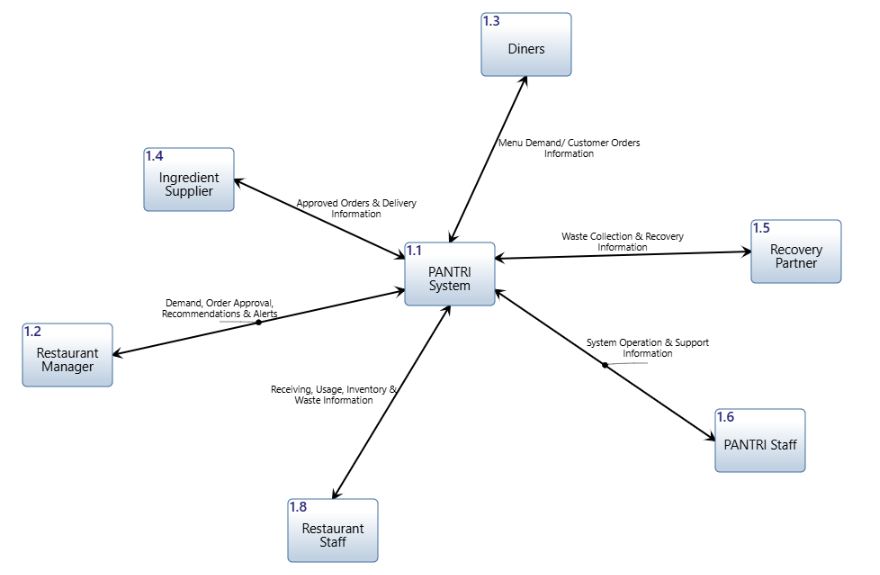 1.3
Diners
Menu Demand/ Customer Orders
Information
1.4
Ingredient
Supplier
Approved Orders & Delivery
Information
1.5
Recovery
Partner
Waste Collection & Recovery
Information
1.1
PANTRI
System
Demand, Order Approval,
Recommendations & Alerts
1.2
Restaurant
Manager
System Operation & Support
Information
Receiving, Usage, Inventory &
Waste Information
1.6
PANTRI Staff
1.8
Restaurant
Staff